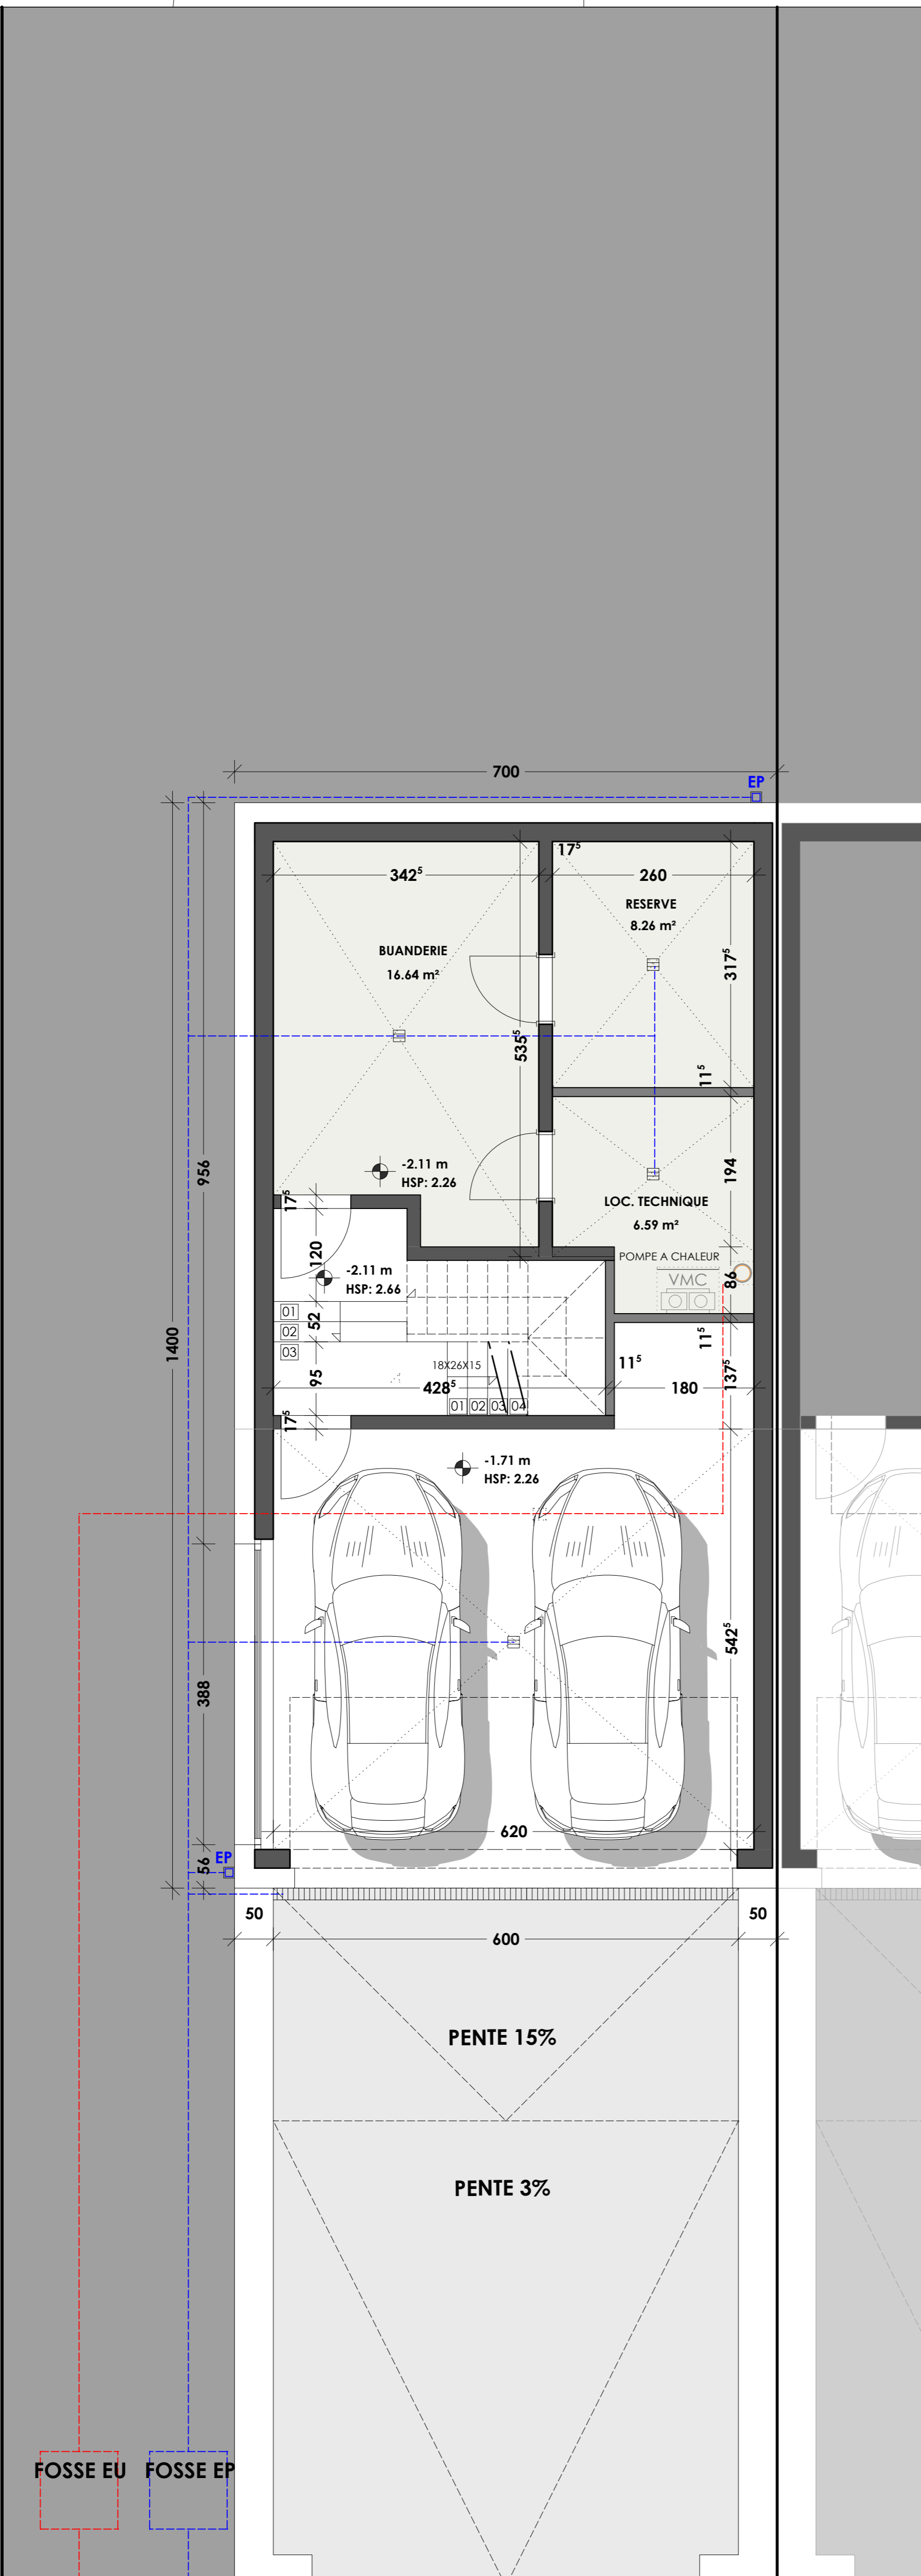 700
EP
17⁵
342⁵
260
RESERVE
8.26 m²
BUANDERIE
16.64 m²
317⁵
535⁵
11⁵
956
-2.11 m
HSP: 2.26
194
17⁵
LOC. TECHNIQUE
6.59 m²
120
POMPE A CHALEUR
-2.11 m
HSP: 2.66
VMC
86
01
52
02
03
1400
11⁵
18X26X15
11⁵
137⁵
95
428⁵
180
01 02 03 04
17⁵
-1.71 m
HSP: 2.26
542⁵
388
620
EP
56
50
50
600
PENTE 15%
PENTE 3%
FOSSE EU
FOSSE EP